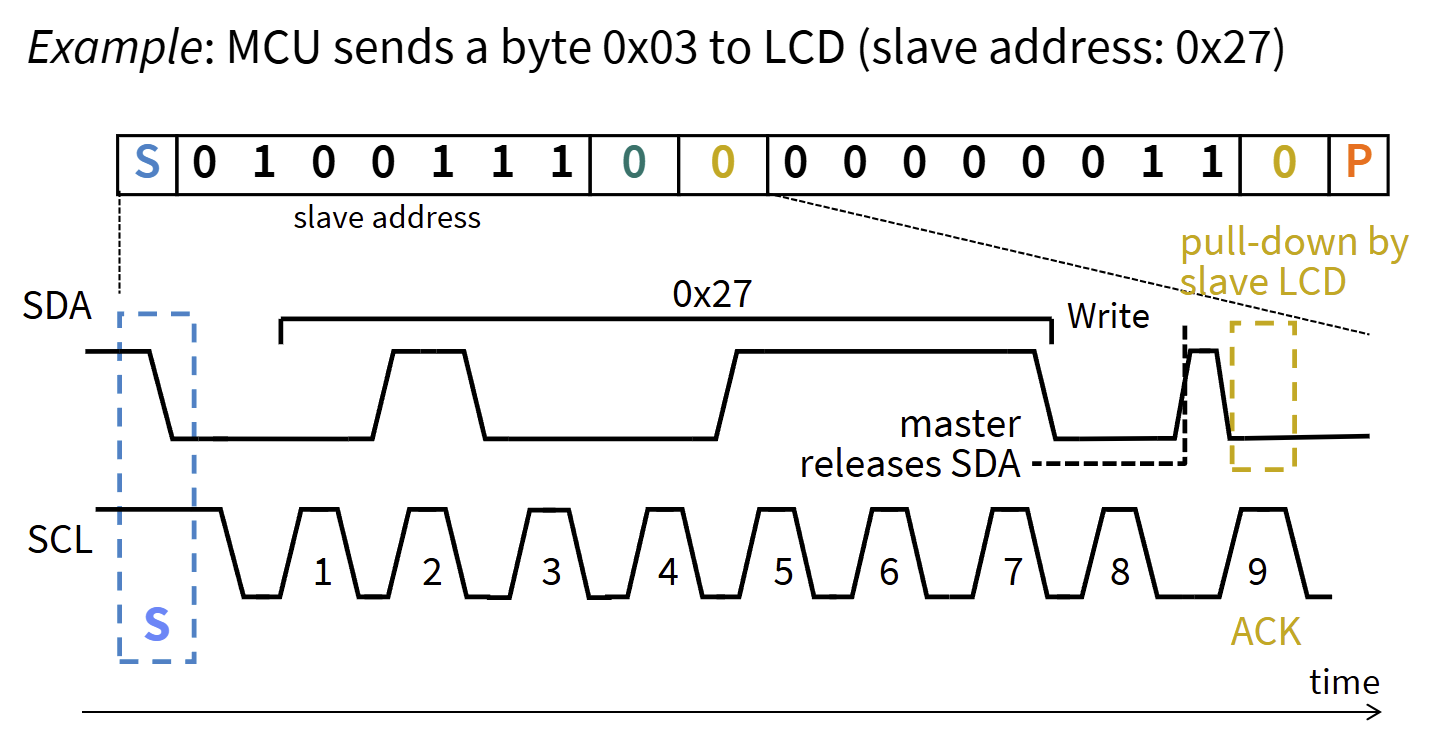 Example: MCU sends a byte 0x03 to LCD (slave address: 0x27)
S 0 1 0 0 1 1 1 0 0 0 0 0 0 0 0 1 1 0 P
slave address
pull-down by
slave LCD
SDA
0x27
Write
master
releases SDA
SCL
1 2 3 4 5 6 7 8 9
S
ACK
time